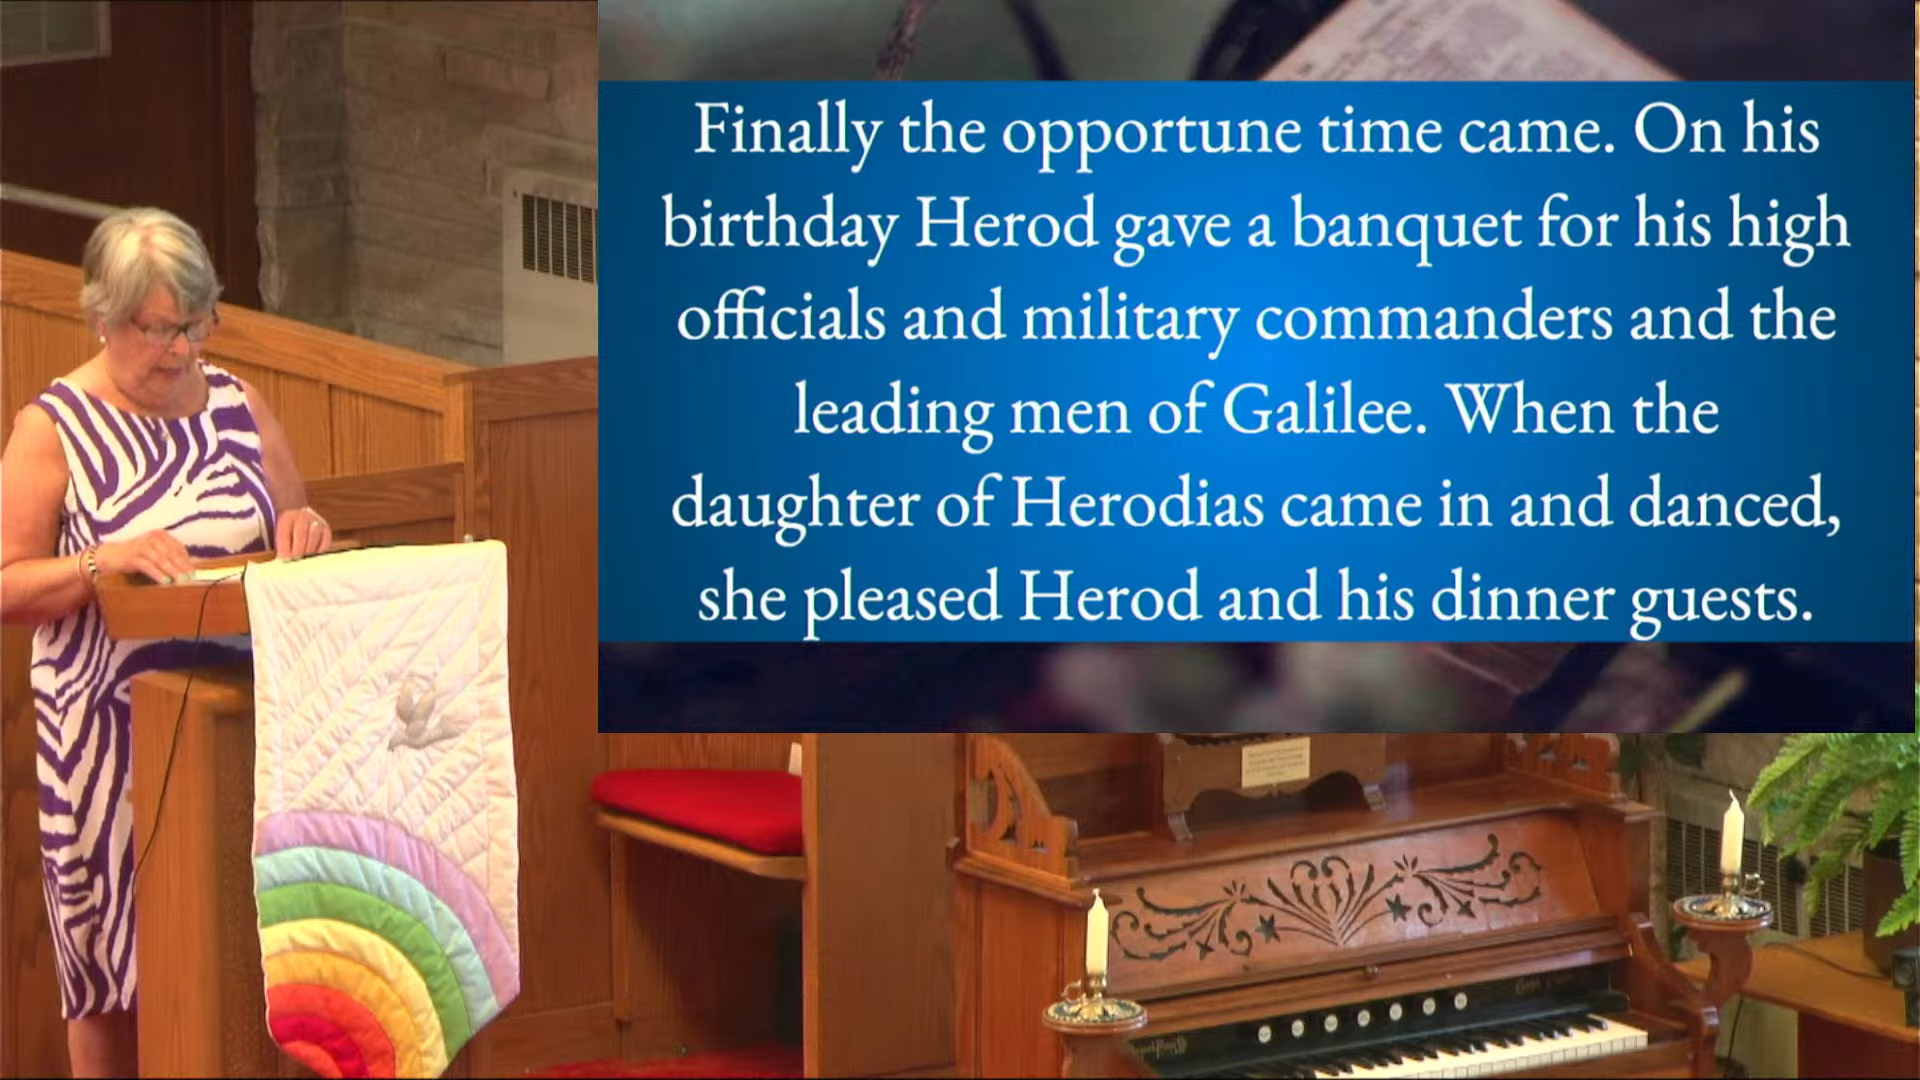 Finally the opportune time came. On his
birthday Herod gave a banquet for his high
officials and military commanders and the
leading men of Galilee. When the
daughter of Herodias came in and danced,
she pleased Herod and his dinner guests.